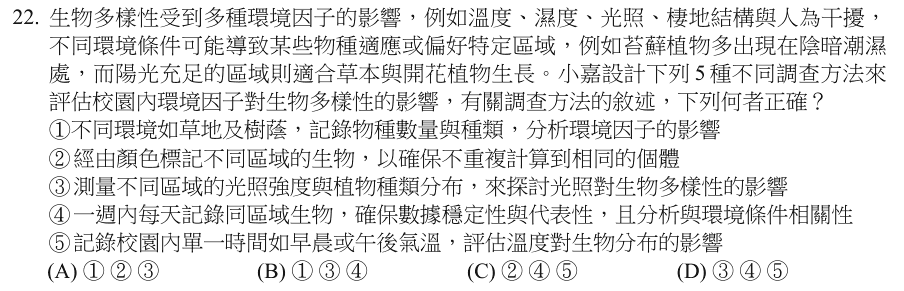 22. 生物多樣性受到多種環境因子的影響，例如溫度、濕度、光照、棲地結構與人為干擾，
不同環境條件可能導致某些物種適應或偏好特定區域，例如苔蘚植物多出現在陰暗潮濕
處，而陽光充足的區域則適合草本與開花植物生長。小嘉設計下列5種不同調查方法來
評估校園內環境因子對生物多樣性的影響，有關調查方法的敘述，下列何者正確？
①不同環境如草地及樹蔭，記錄物種數量與種類，分析環境因子的影響
②經由顏色標記不同區域的生物，以確保不重複計算到相同的個體
③測量不同區域的光照強度與植物種類分布，來探討光照對生物多樣性的影響
④一週內每天記錄同區域生物，確保數據穩定性與代表性，且分析與環境條件相關性
⑤記錄校園內單一時間如早晨或午後氣溫，評估溫度對生物分布的影響
(A) ① ② ③ (B) ① ③ ④ (C) ② ④ ⑤ (D) ③ ④ ⑤